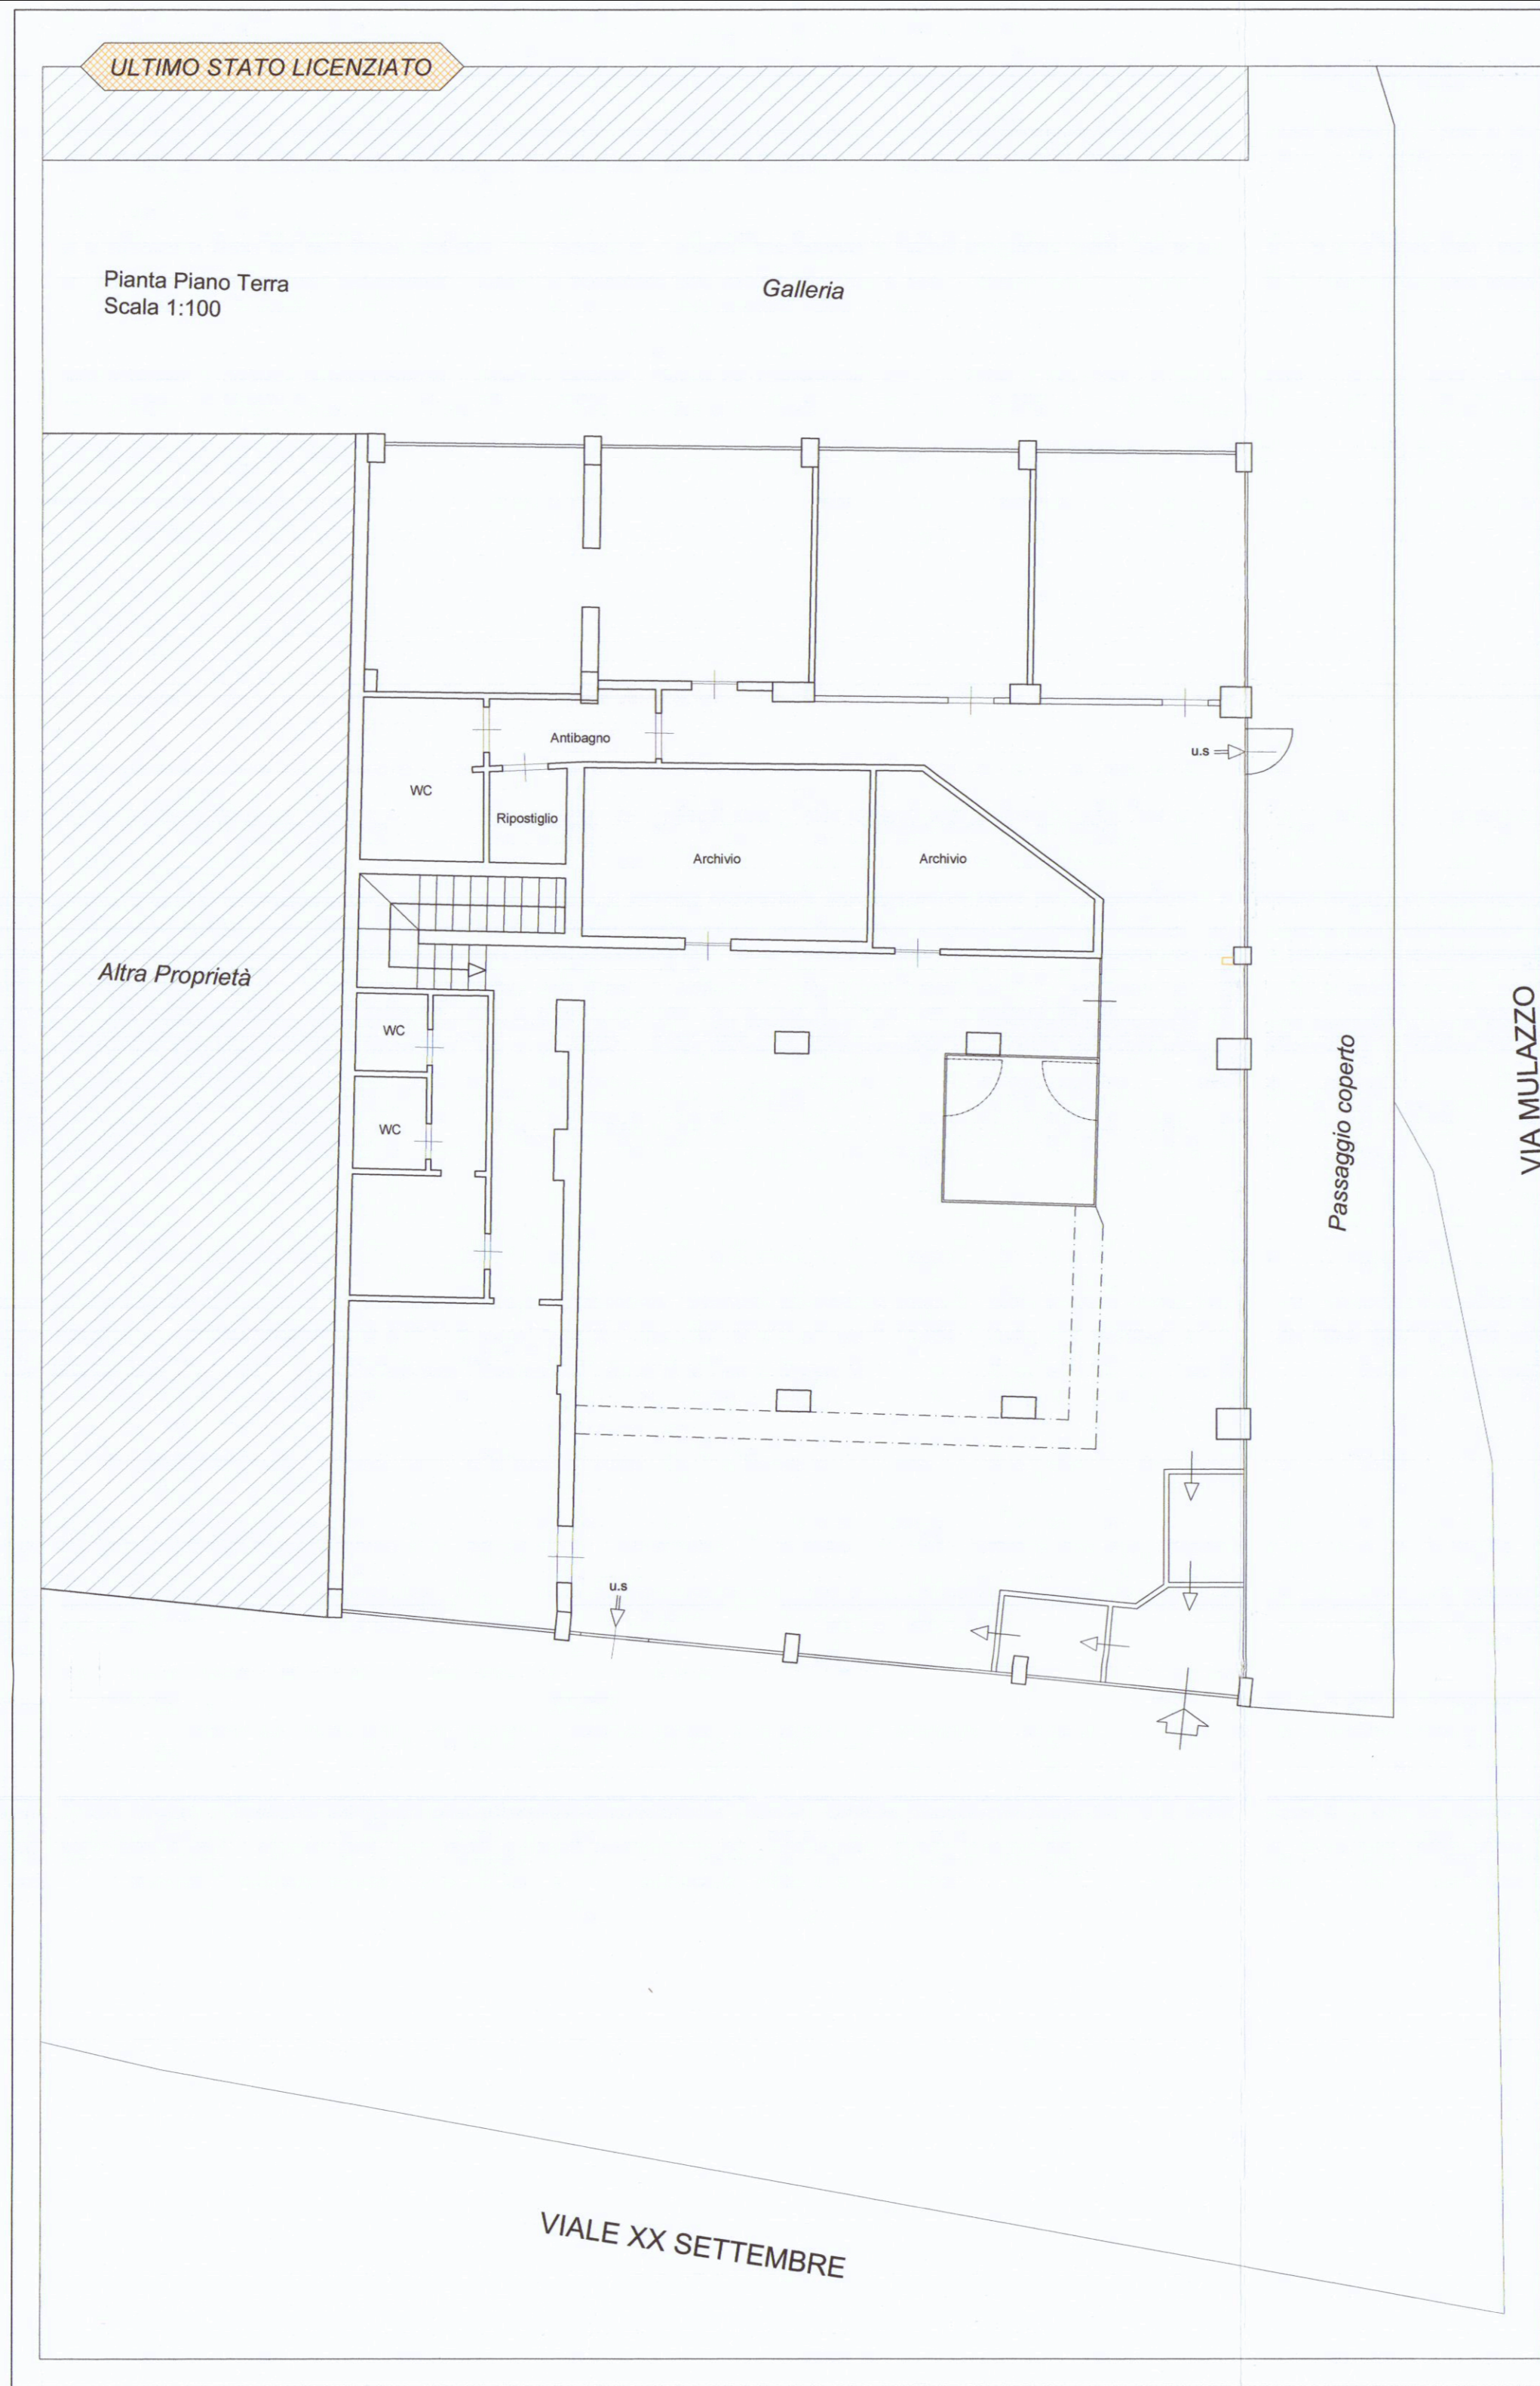 ULTIMO STATO LICENZIATO
Pianta Piano Terra
Scala 1:100
Galleria
Antibagno
u.s
WC
Ripostiglio
Archivio
Archivio
Altra Proprietà
WC
WC
Passaggio coperto
VIA MULAZZO
u.s
VIALE XX SETTEMBRE